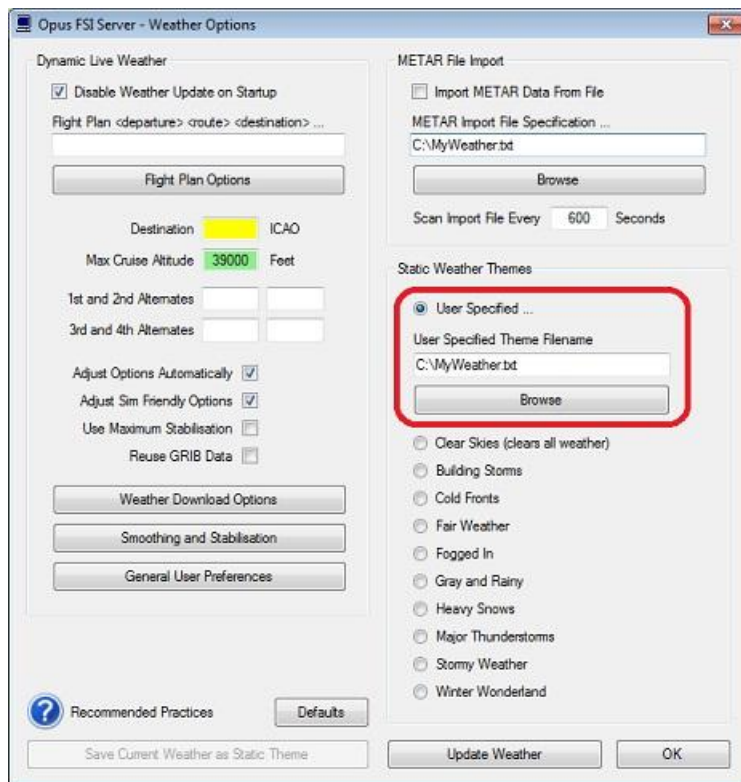 Opus FSI Server - Weather Options
Dynamic Live Weather
Disable Weather Update on Startup
Flight Plan <departure> <route> <destination> ...
Flight Plan Options
Destination ICAO
Max Cruise Altitude 39000 Feet
1st and 2nd Alternates
3rd and 4th Alternates
Adjust Options Automatically
Adjust Sim Friendly Options
Use Maximum Stabilisation
Reuse GRIB Data
Weather Download Options
Smoothing and Stabilisation
General User Preferences
METAR File Import
Import METAR Data From File
METAR Import File Specification ...
C:\MyWeather.txt
Browse
Scan Import File Every 600 Seconds
Static Weather Themes
User Specified ...
User Specified Theme Filename
C:\MyWeather.txt
Browse
Clear Skies (clears all weather)
Building Storms
Cold Fronts
Fair Weather
Fogged In
Gray and Rainy
Heavy Snows
Major Thunderstorms
Stormy Weather
Winter Wonderland
? Recommended Practices Defaults
Save Current Weather as Static Theme Update Weather OK